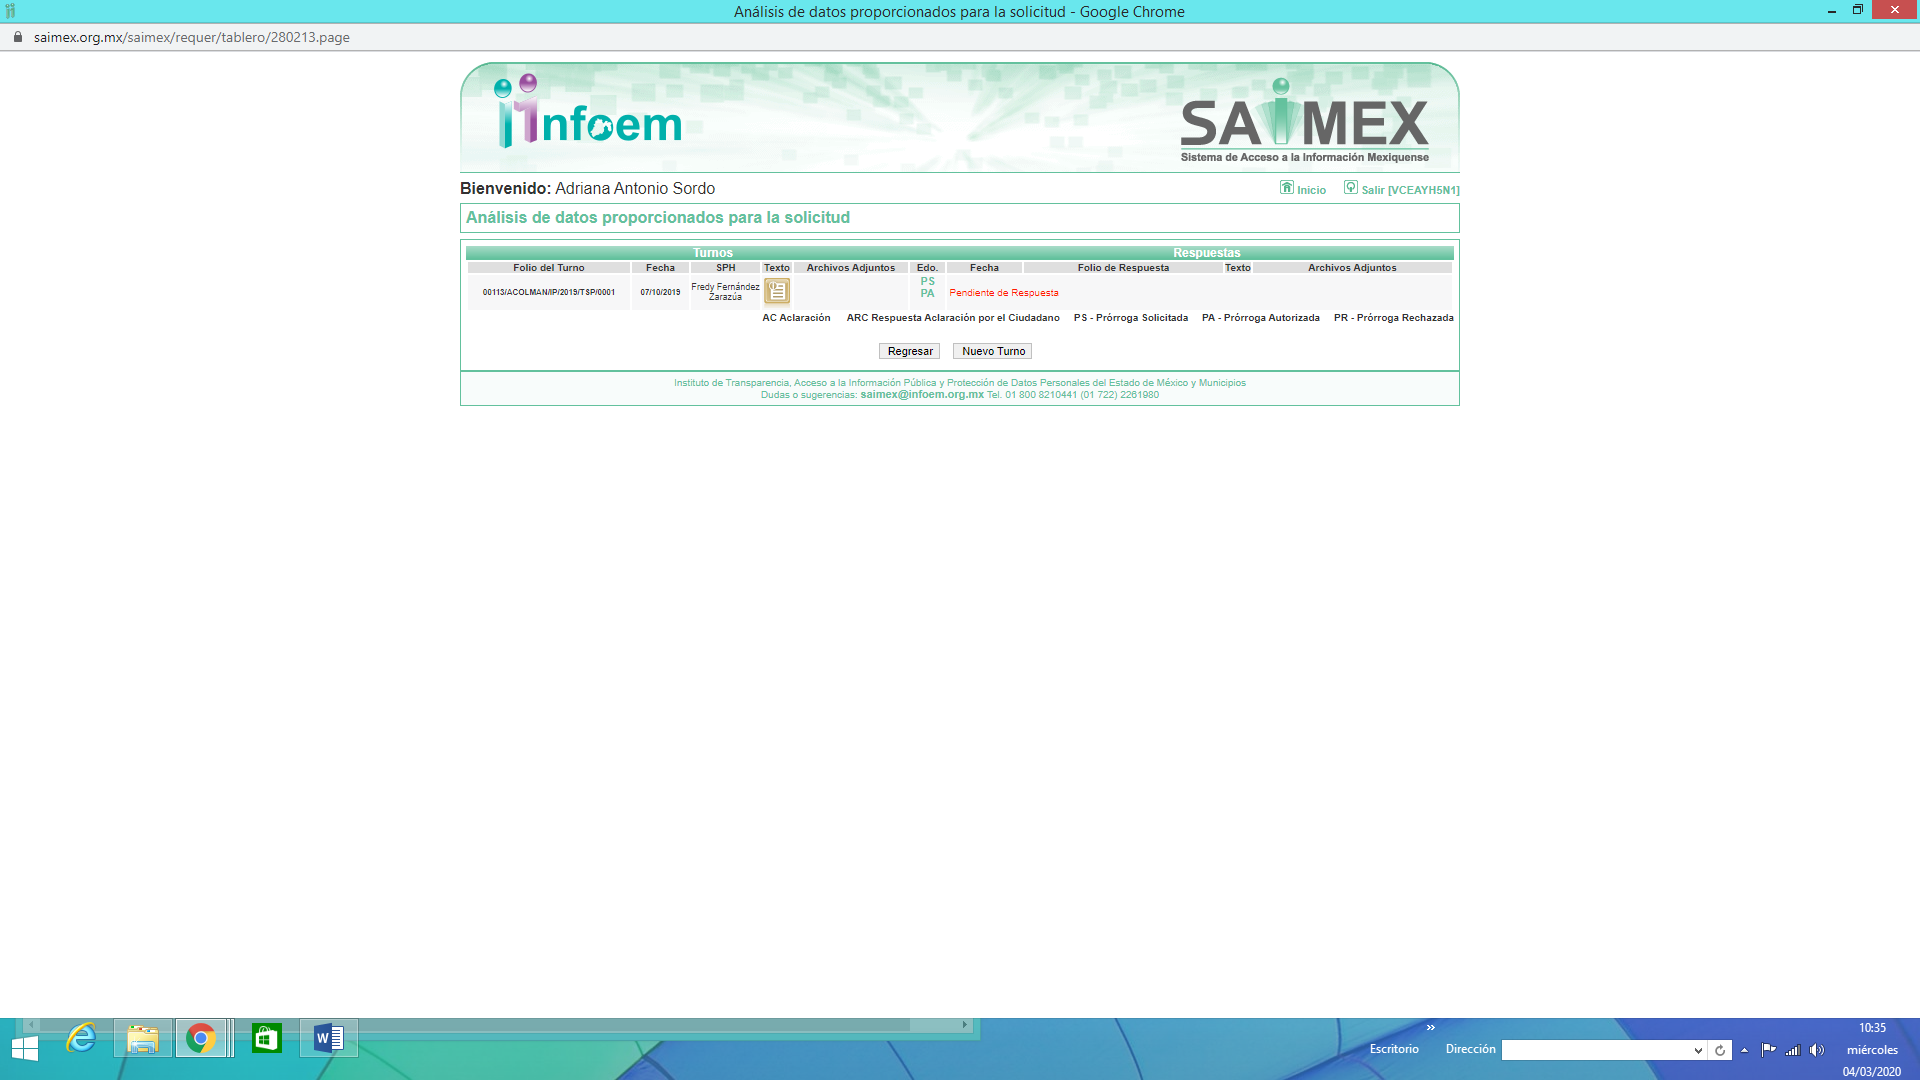 Análisis de datos proporcionados para la solicitud - Google Chrome
saimex.org.mx/saimex/requer/tablero/280213.page
infoem
SAIMEX
Sistema de Acceso a la Información Mexiquense
Bienvenido: Adriana Antonio Sordo
Inicio Salir [VCEAYH5N1]
Análisis de datos proporcionados para la solicitud
Turnos Respuestas
Folio del Turno Fecha SPH Texto Archivos Adjuntos Edo. Fecha Folio de Respuesta Texto Archivos Adjuntos
00113/ACOLMAN/IP/2019/TSP/0001 07/10/2019 Fredy Fernández Zarazúa PS PA Pendiente de Respuesta
AC Aclaración ARC Respuesta Aclaración por el Ciudadano PS - Prórroga Solicitada PA - Prórroga Autorizada PR - Prórroga Rechazada
Regresar Nuevo Turno
Instituto de Transparencia, Acceso a la Información Pública y Protección de Datos Personales del Estado de México y Municipios
Dudas o sugerencias: saimex@infoem.org.mx Tel. 01 800 8210441 (01 722) 2261980
Escritorio Dirección
10:35
miércoles
04/03/2020